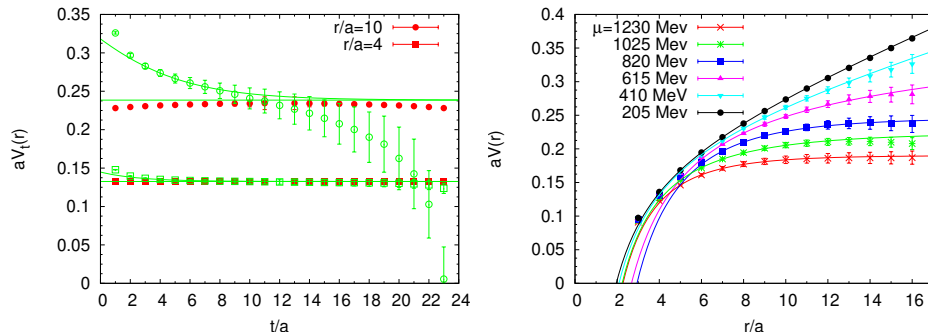 0.35
0.3
0.25
0.2
0.15
0.1
0.05
0
0 2 4 6 8 10 12 14 16 18 20 22 24
aVt(r)
t/a
r/a=10
r/a=4
0.4
0.35
0.3
0.25
0.2
0.15
0.1
0.05
0
0 2 4 6 8 10 12 14 16
aV(r)
r/a
μ=1230 Mev
1025 Mev
820 Mev
615 Mev
410 MeV
205 Mev